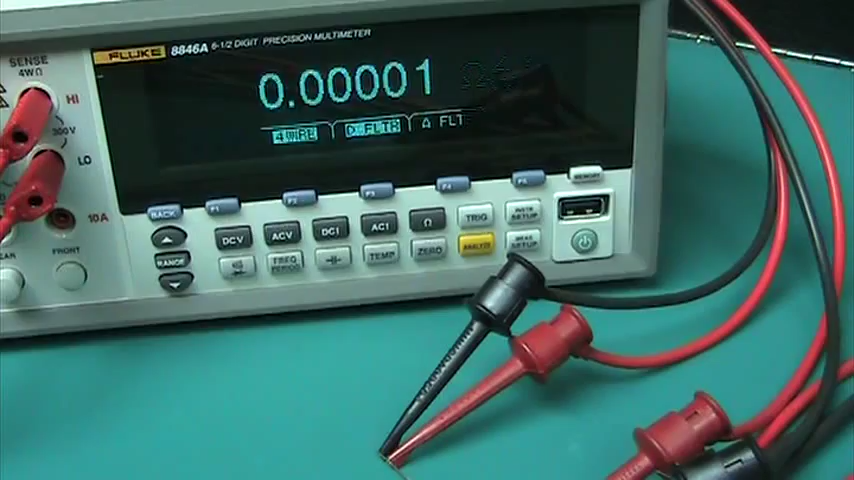 FLUKE 8846A 6-1/2 DIGIT PRECISION MULTIMETER
SENSE
4WΩ
HI
300V
LO
10A
FRONT
0.00001
4WRE
A FLT
BACK F1 F2 F3 F4 F5 MEMORY
RANGE
DCV ACV DCI ACI Ω TRIG INSTR SETUP
FREQ PERIOD TEMP ZERO ANALYZE MEAS SETUP